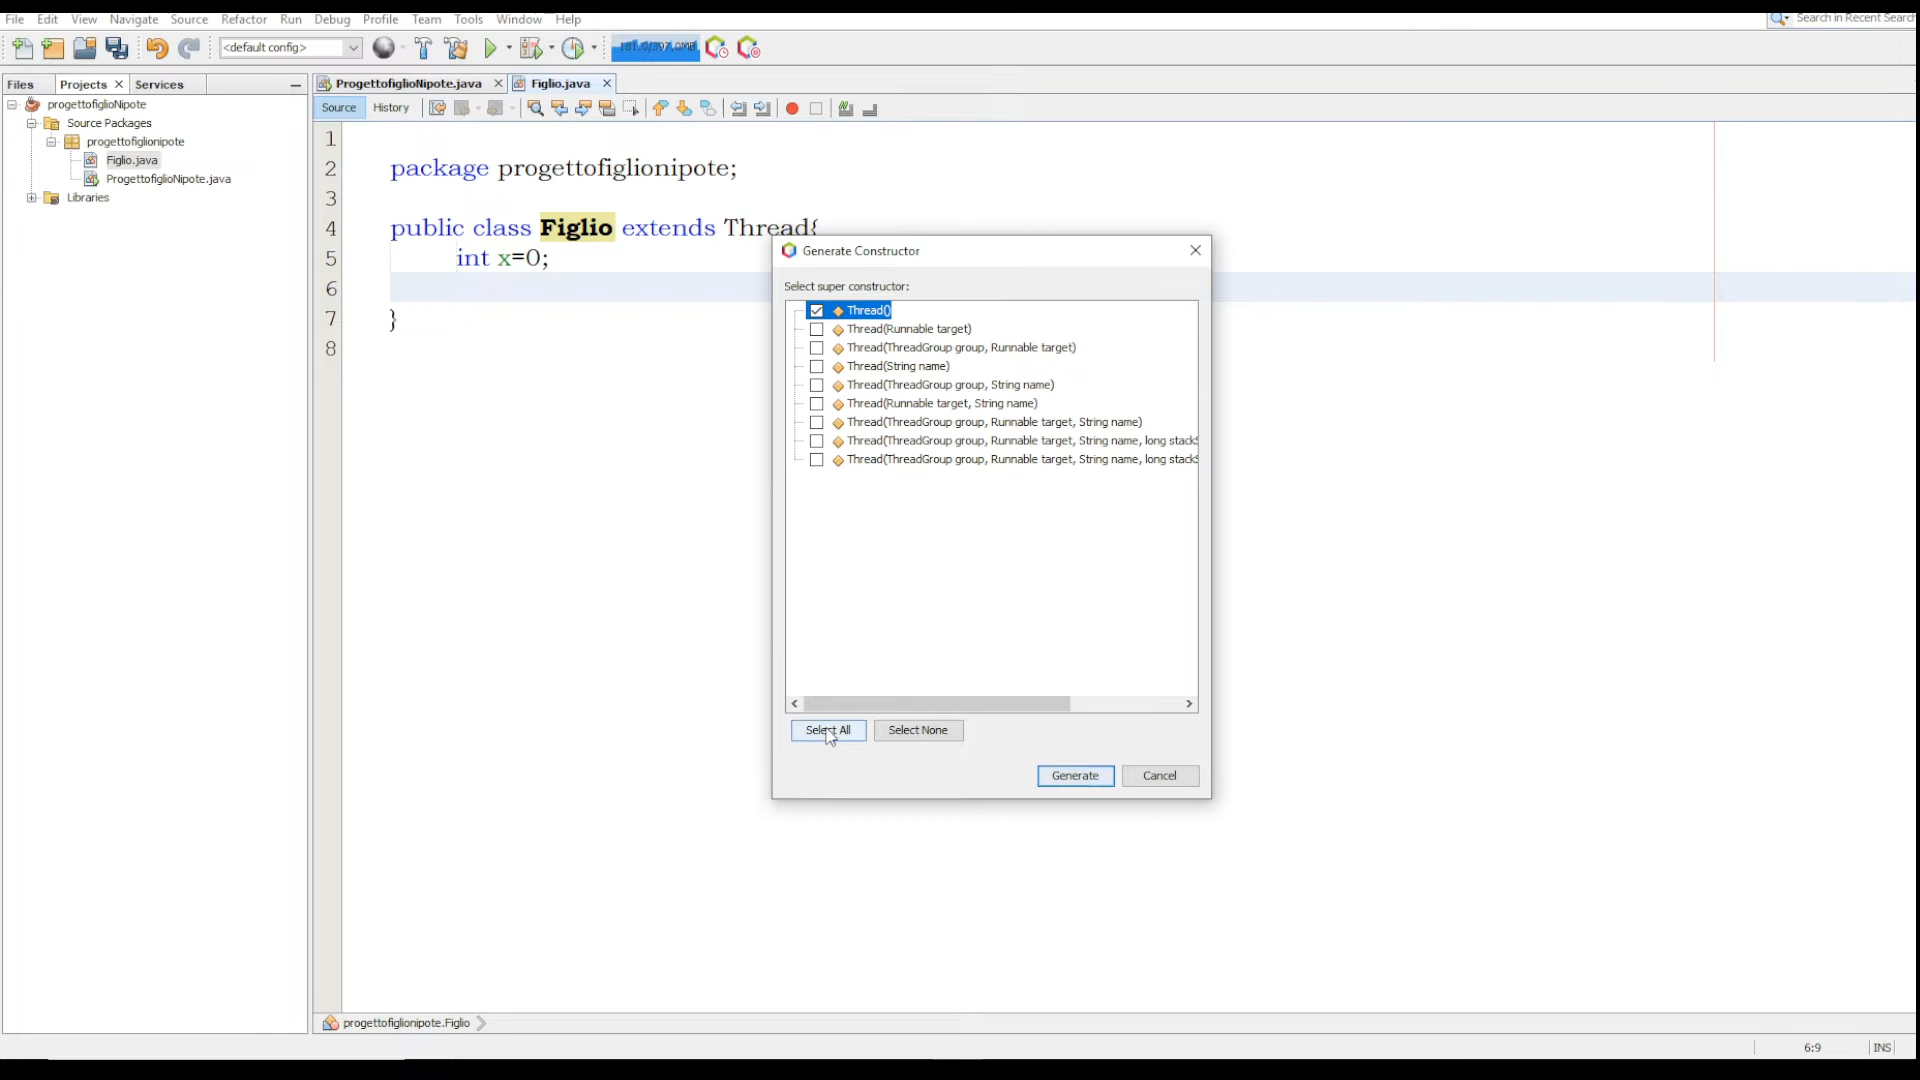 File Edit View Navigate Source Refactor Run Debug Profile Team Tools Window Help
Search in Recent Search
<default config>
181.0/397.0MB
Files Projects Services
ProgettofiglioNipote.java Figlio.java
Source History
progettofiglioNipote
Source Packages
progettofiglionipote
Figlio.java
ProgettofiglioNipote.java
Libraries
1
2 package progettofiglionipote;
3
4 public class Figlio extends Thread{
5 int x=0;
6
7 }
8
Generate Constructor
Select super constructor:
Thread()
Thread(Runnable target)
Thread(ThreadGroup group, Runnable target)
Thread(String name)
Thread(ThreadGroup group, String name)
Thread(Runnable target, String name)
Thread(ThreadGroup group, Runnable target, String name)
Thread(ThreadGroup group, Runnable target, String name, long stackS
Thread(ThreadGroup group, Runnable target, String name, long stackS
Select All Select None
Generate Cancel
progettofiglionipote.Figlio
6:9 INS